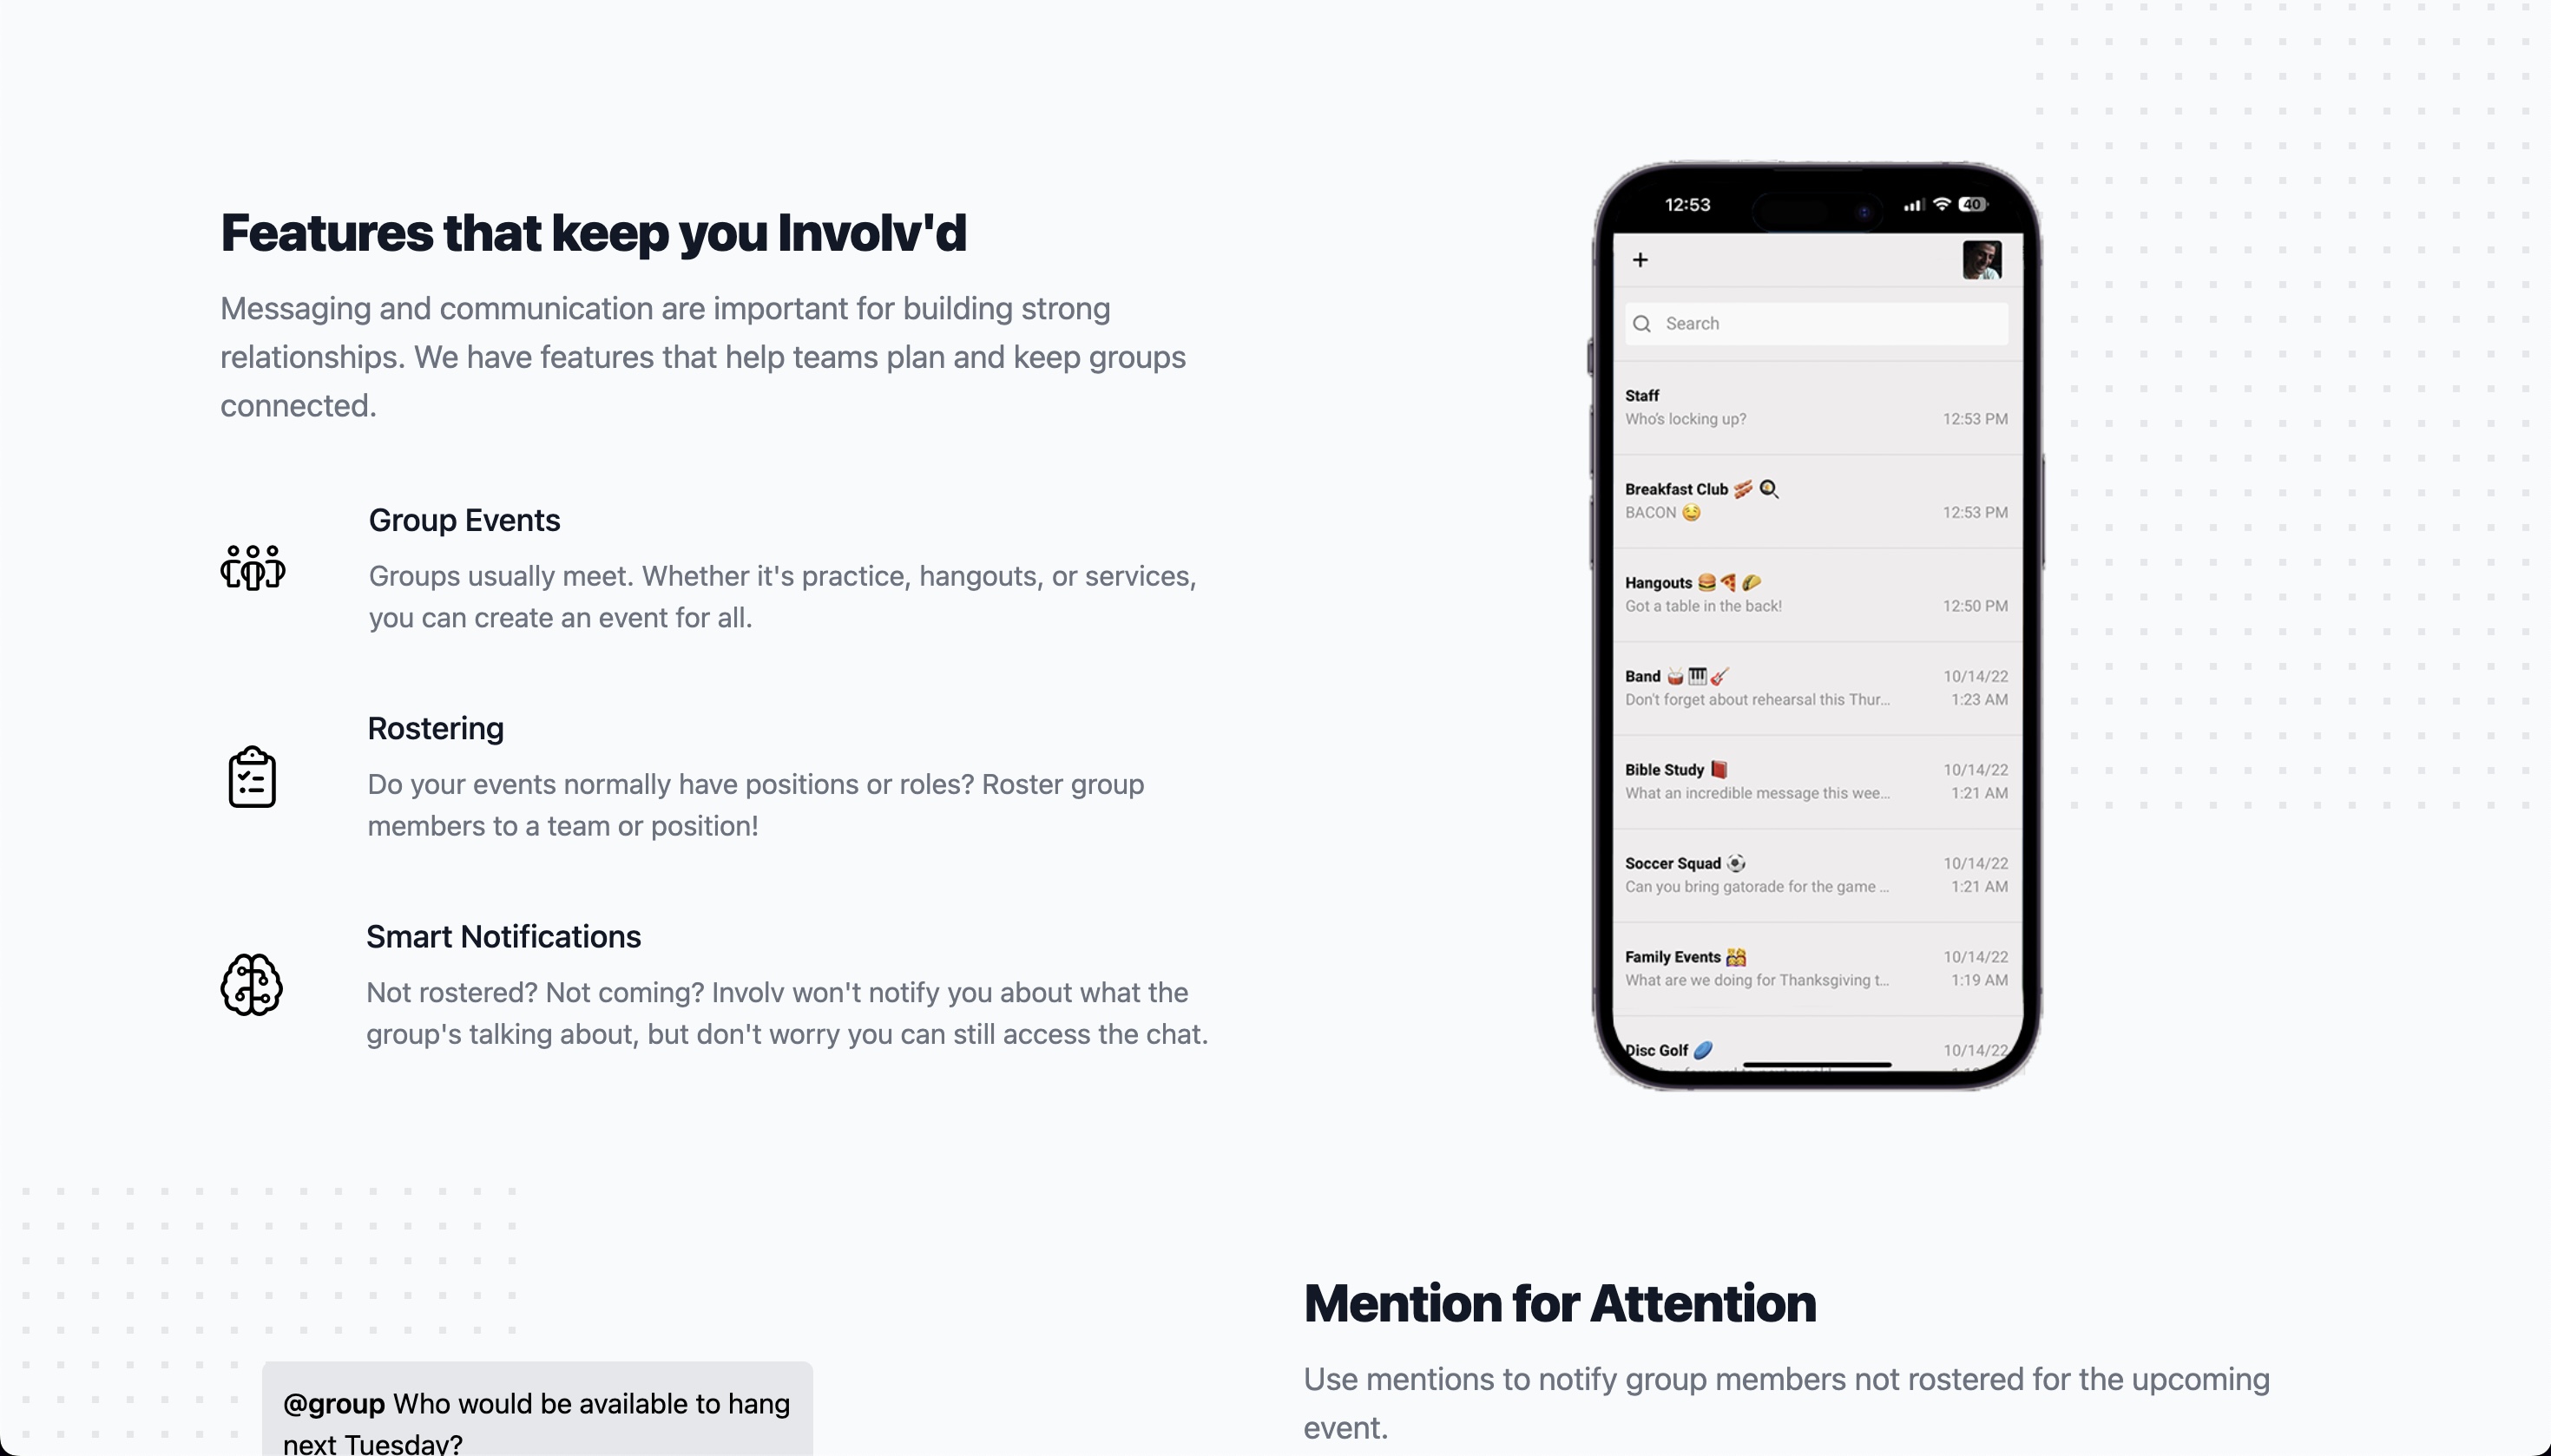 Features that keep you Involv'd
Messaging and communication are important for building strong
relationships. We have features that help teams plan and keep groups
connected.
Group Events
Groups usually meet. Whether it's practice, hangouts, or services,
you can create an event for all.
Rostering
Do your events normally have positions or roles? Roster group
members to a team or position!
Smart Notifications
Not rostered? Not coming? Involv won't notify you about what the
group's talking about, but don't worry you can still access the chat.
12:53 40
+
Search
Staff
Who's locking up? 12:53 PM
Breakfast Club 🥓 🍳
BACON 🤤 12:53 PM
Hangouts 🍔🍕🌮
Got a table in the back! 12:50 PM
Band 🥁🎹🎸 10/14/22
Don't forget about rehearsal this Thur... 1:23 AM
Bible Study 📕 10/14/22
What an incredible message this wee... 1:21 AM
Soccer Squad ⚽ 10/14/22
Can you bring gatorade for the game ... 1:21 AM
Family Events 👨‍👩‍👧‍👦 10/14/22
What are we doing for Thanksgiving t... 1:19 AM
Disc Golf 🥏 10/14/22
Mention for Attention
Use mentions to notify group members not rostered for the upcoming
event.
@group Who would be available to hang
next Tuesday?